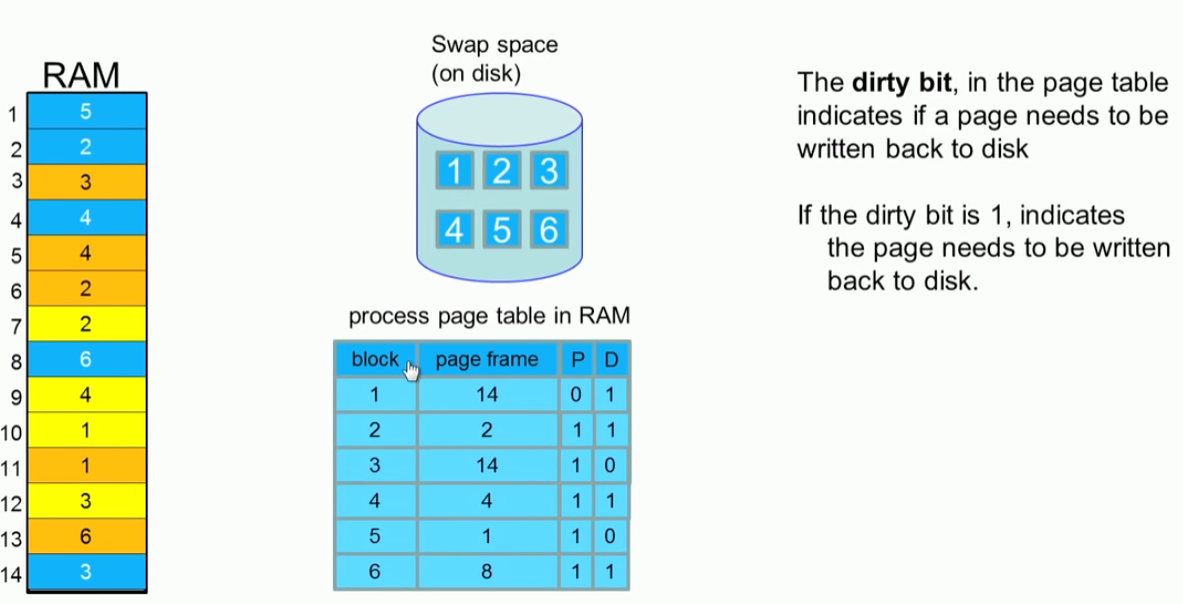 RAM
1 5
2 2
3 3
4 4
5 4
6 2
7 2
8 6
9 4
10 1
11 1
12 3
13 6
14 3
Swap space
(on disk)
1 2 3
4 5 6
process page table in RAM
block page frame P D
1 14 0 1
2 2 1 1
3 14 1 0
4 4 1 1
5 1 1 0
6 8 1 1
The dirty bit, in the page table
indicates if a page needs to be
written back to disk
If the dirty bit is 1, indicates
the page needs to be written
back to disk.